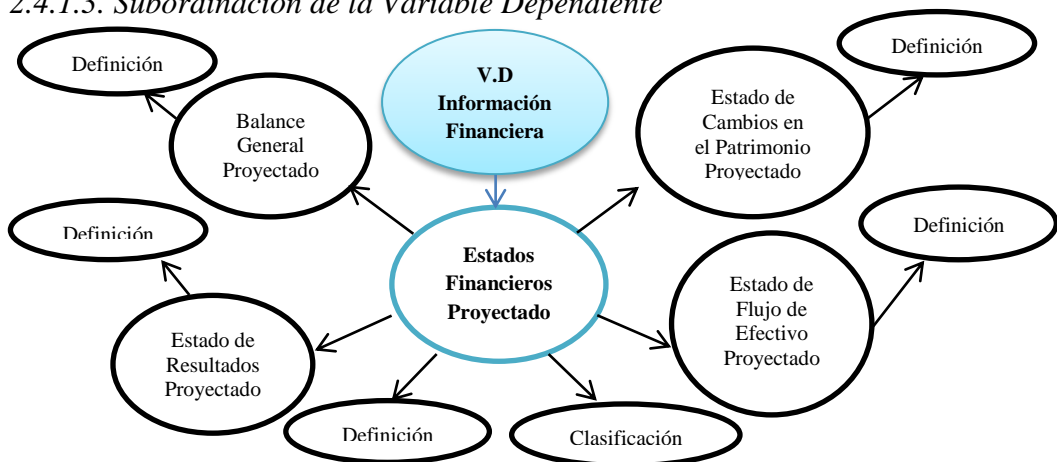 2.4.1.3. Subordinación de la Variable Dependiente
Definición
V.D
Información
Financiera
Definición
Balance
General
Proyectado
Estado de
Cambios en
el Patrimonio
Proyectado
Definición
Estados
Financieros
Proyectado
Definición
Estado de
Resultados
Proyectado
Estado de
Flujo de
Efectivo
Proyectado
Definición
Clasificación